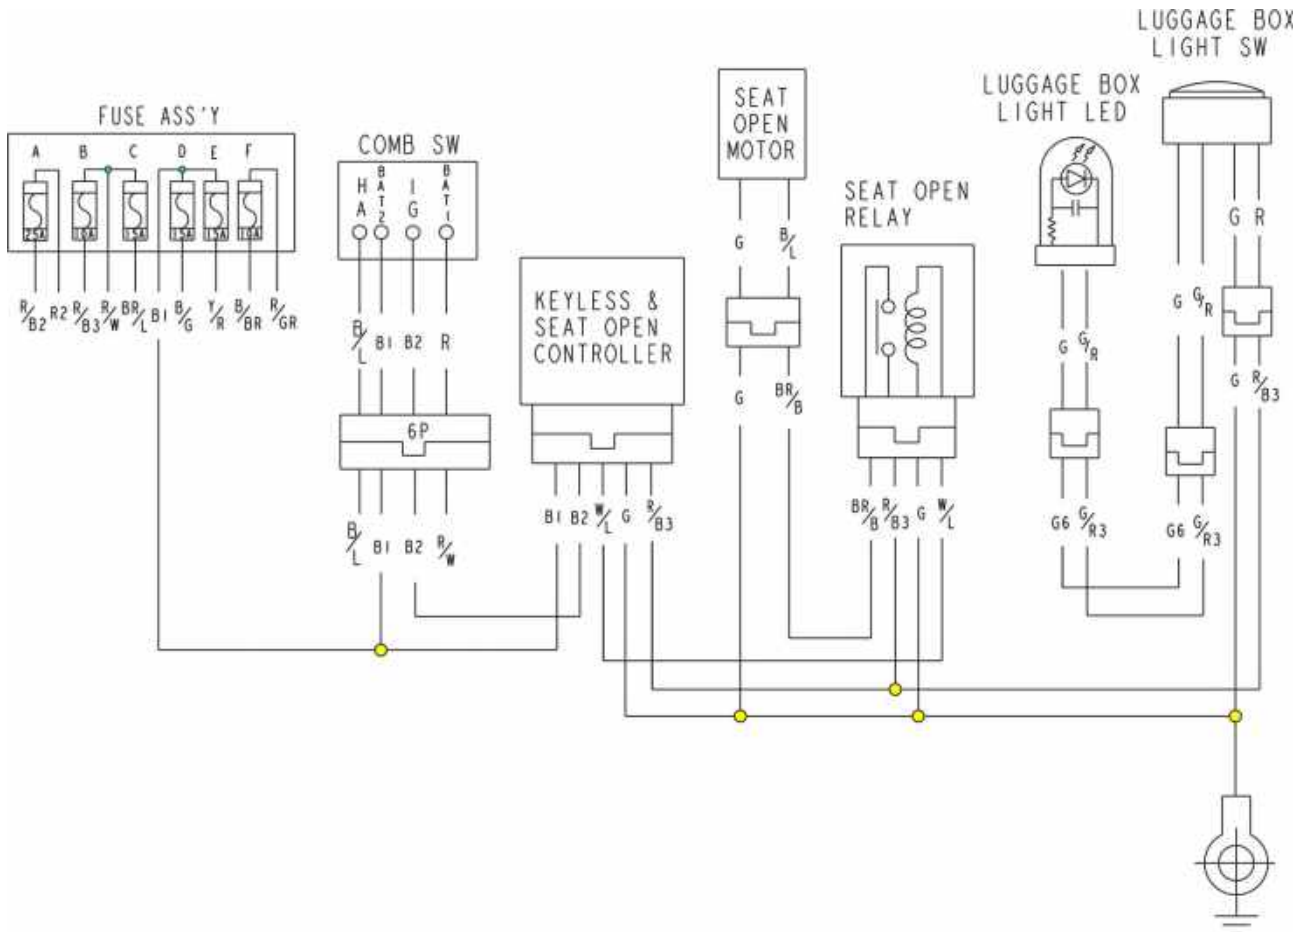 LUGGAGE BOX
LIGHT SW
LUGGAGE BOX
LIGHT LED
SEAT
OPEN
MOTOR
FUSE ASS'Y
A B C D E F
25A 10A 15A 15A 15A 10A
R/B2 R2 R/B3 R/W BR/L B1 B/G Y/R B/BR R/GR
COMB SW
HA BAT2 IG BAT1
B/L B1 B2 R
6P
B/L B1 B2 R/W
KEYLESS &
SEAT OPEN
CONTROLLER
B1 B2 W/L G R/B3
G B/L
G BR/B
SEAT OPEN
RELAY
BR/B R/B3 G W/L
G G/R
G6 G/R3
G R
G G/R
G R/B3
G6 G/R3